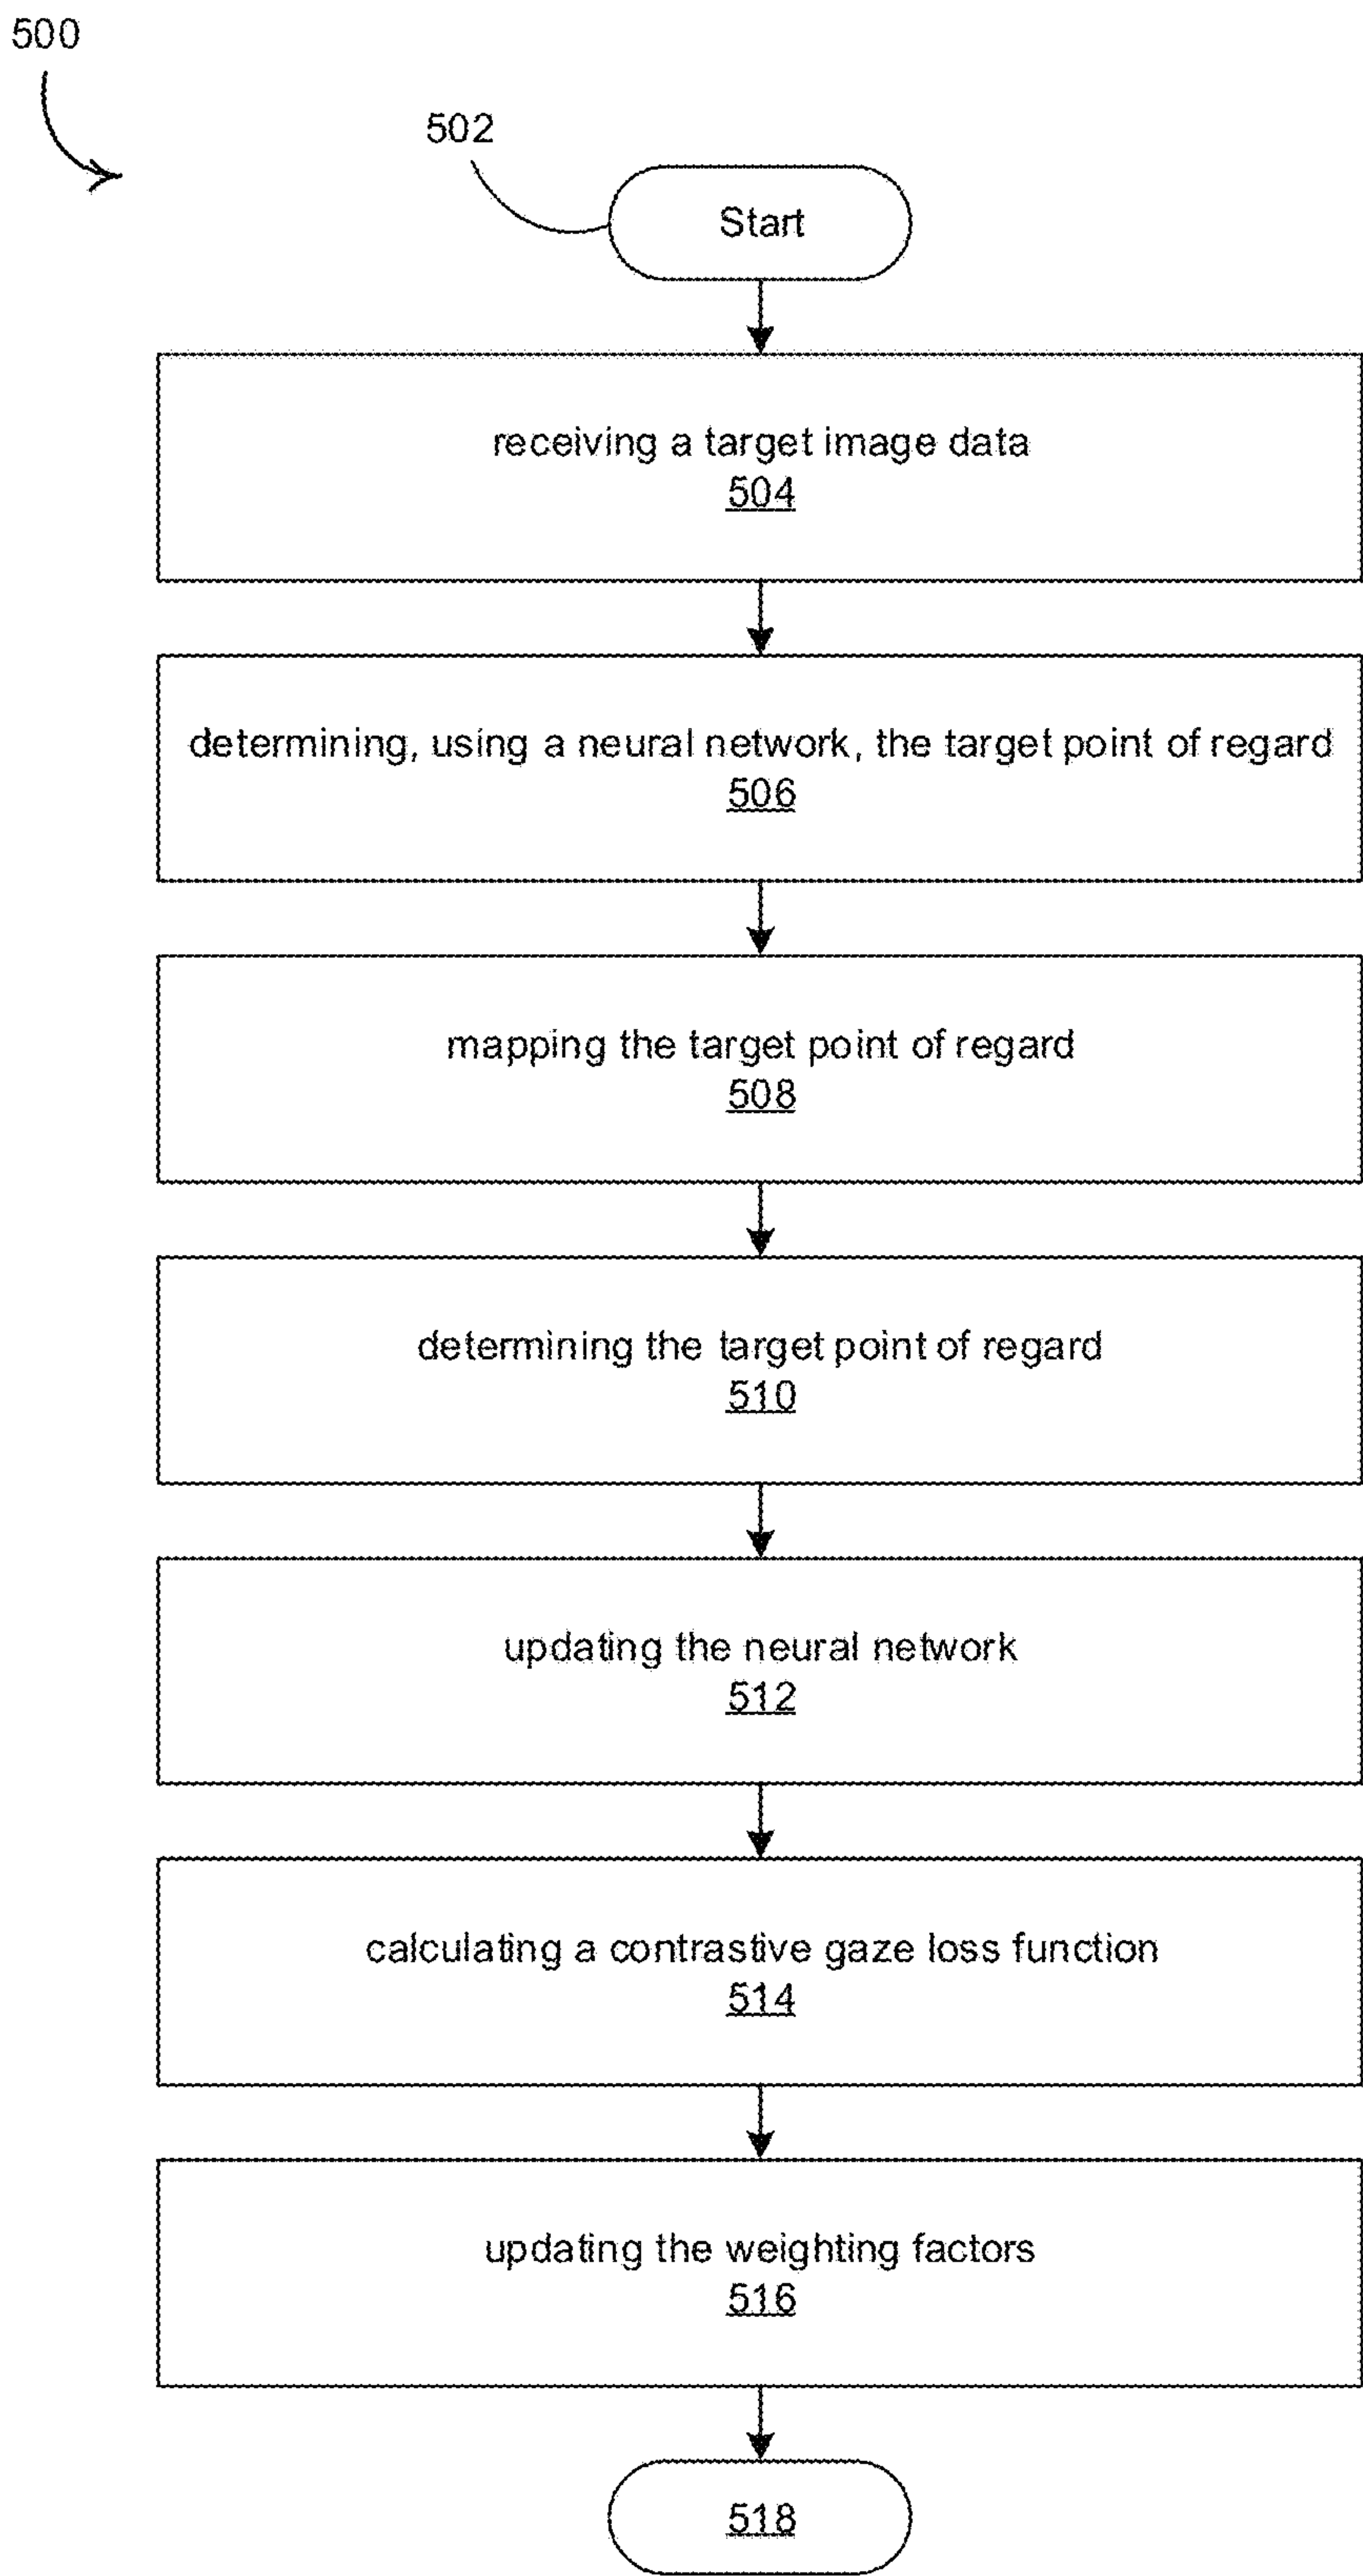 500
502
Start
receiving a target image data
504
determining, using a neural network, the target point of regard
506
mapping the target point of regard
508
determining the target point of regard
510
updating the neural network
512
calculating a contrastive gaze loss function
514
updating the weighting factors
516
518